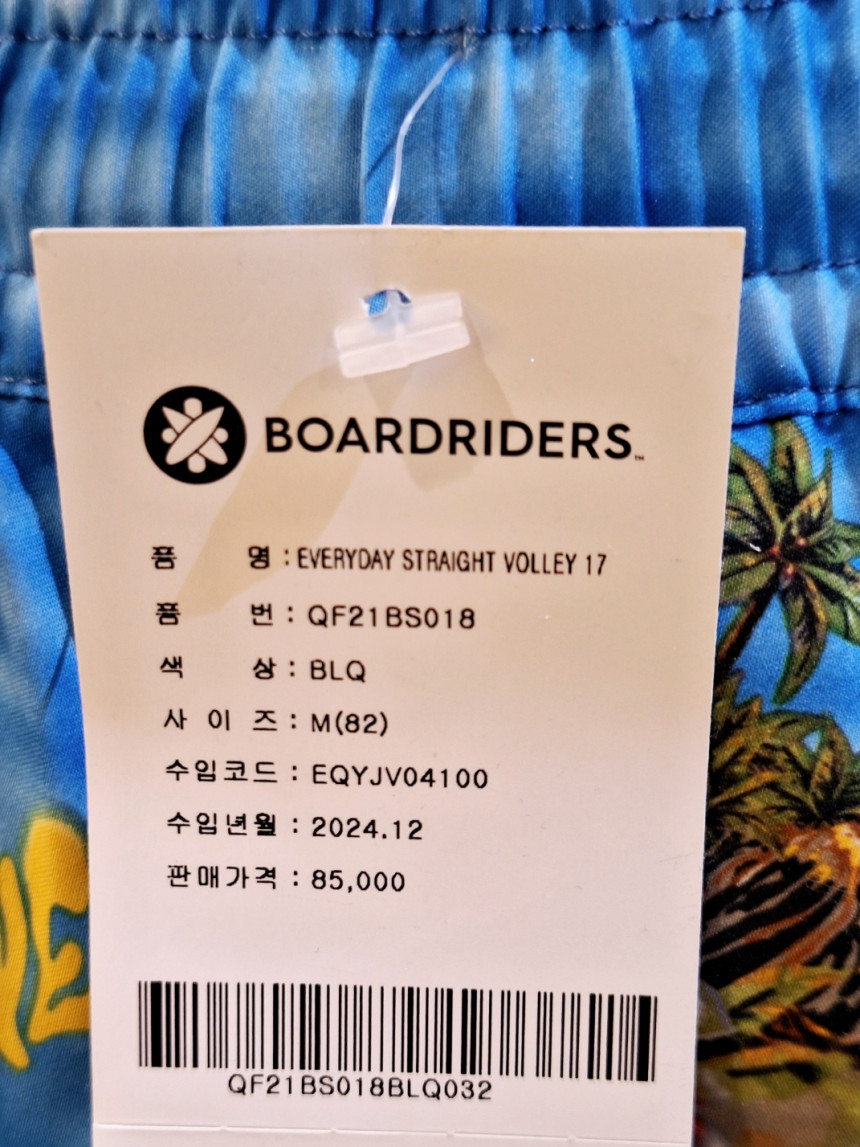 BOARDRIDERS™
품 명 : EVERYDAY STRAIGHT VOLLEY 17
품 번 : QF21BS018
색 상 : BLQ
사 이 즈 : M(82)
수입코드 : EQYJV04100
수입년월 : 2024.12
판매가격 : 85,000
QF21BS018BLQ032